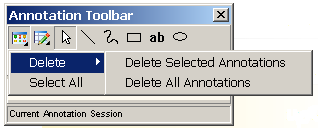 Annotation Toolbar
ab
Delete
Delete Selected Annotations
Select All
Delete All Annotations
Current Annotation Session